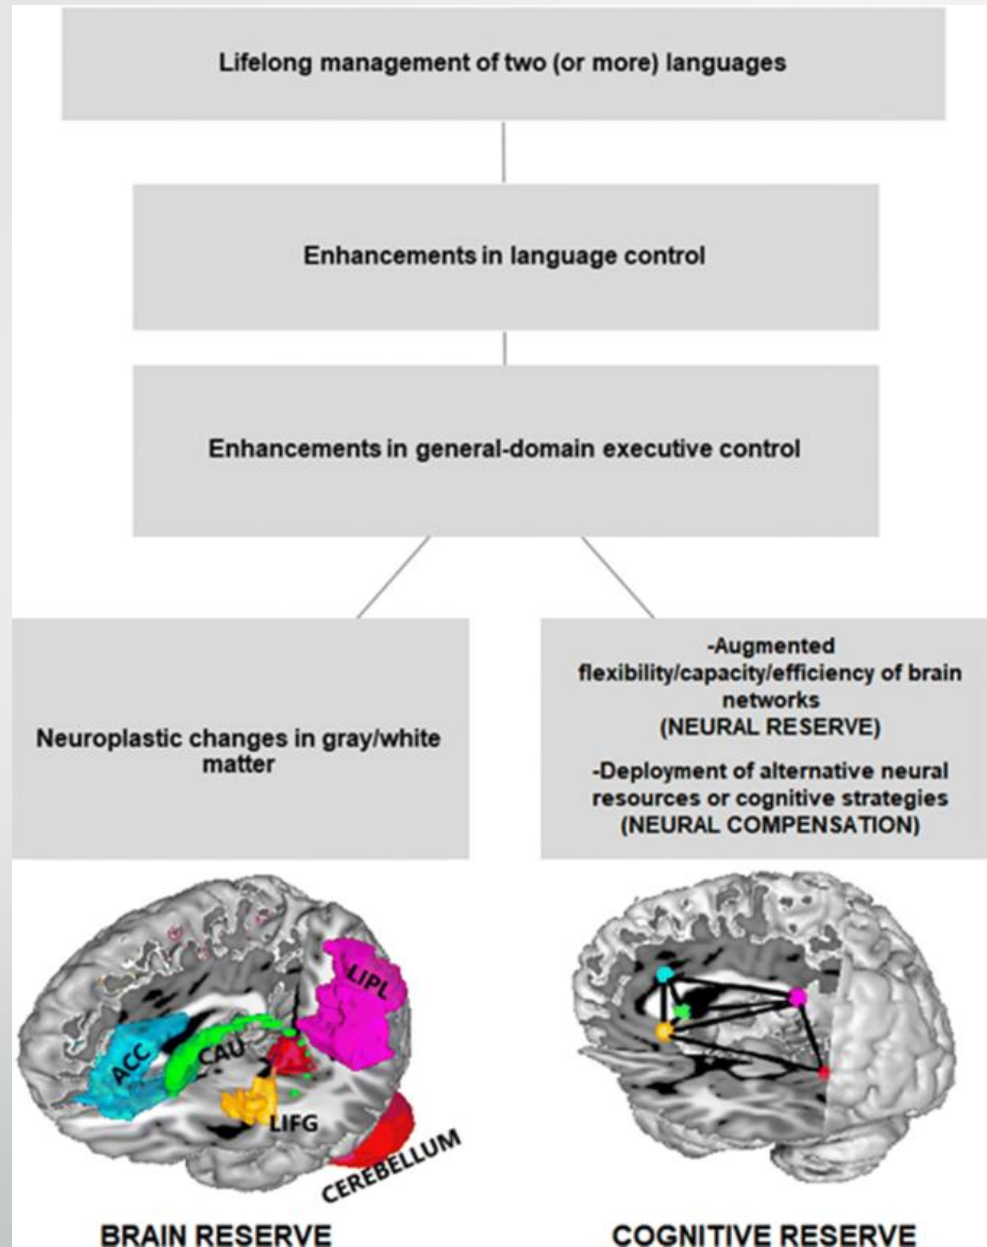 Lifelong management of two (or more) languages
Enhancements in language control
Enhancements in general-domain executive control
Neuroplastic changes in gray/white
matter
-Augmented
flexibility/capacity/efficiency of brain
networks
(NEURAL RESERVE)
-Deployment of alternative neural
resources or cognitive strategies
(NEURAL COMPENSATION)
LIPL
ACC
CAU
LIFG
CEREBELLUM
BRAIN RESERVE
COGNITIVE RESERVE